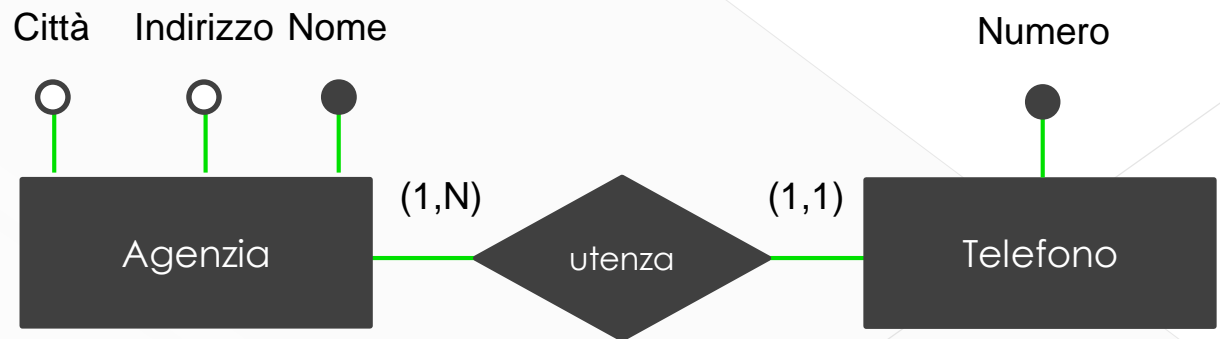 Città Indirizzo Nome Numero
(1,N) (1,1)
Agenzia utenza Telefono